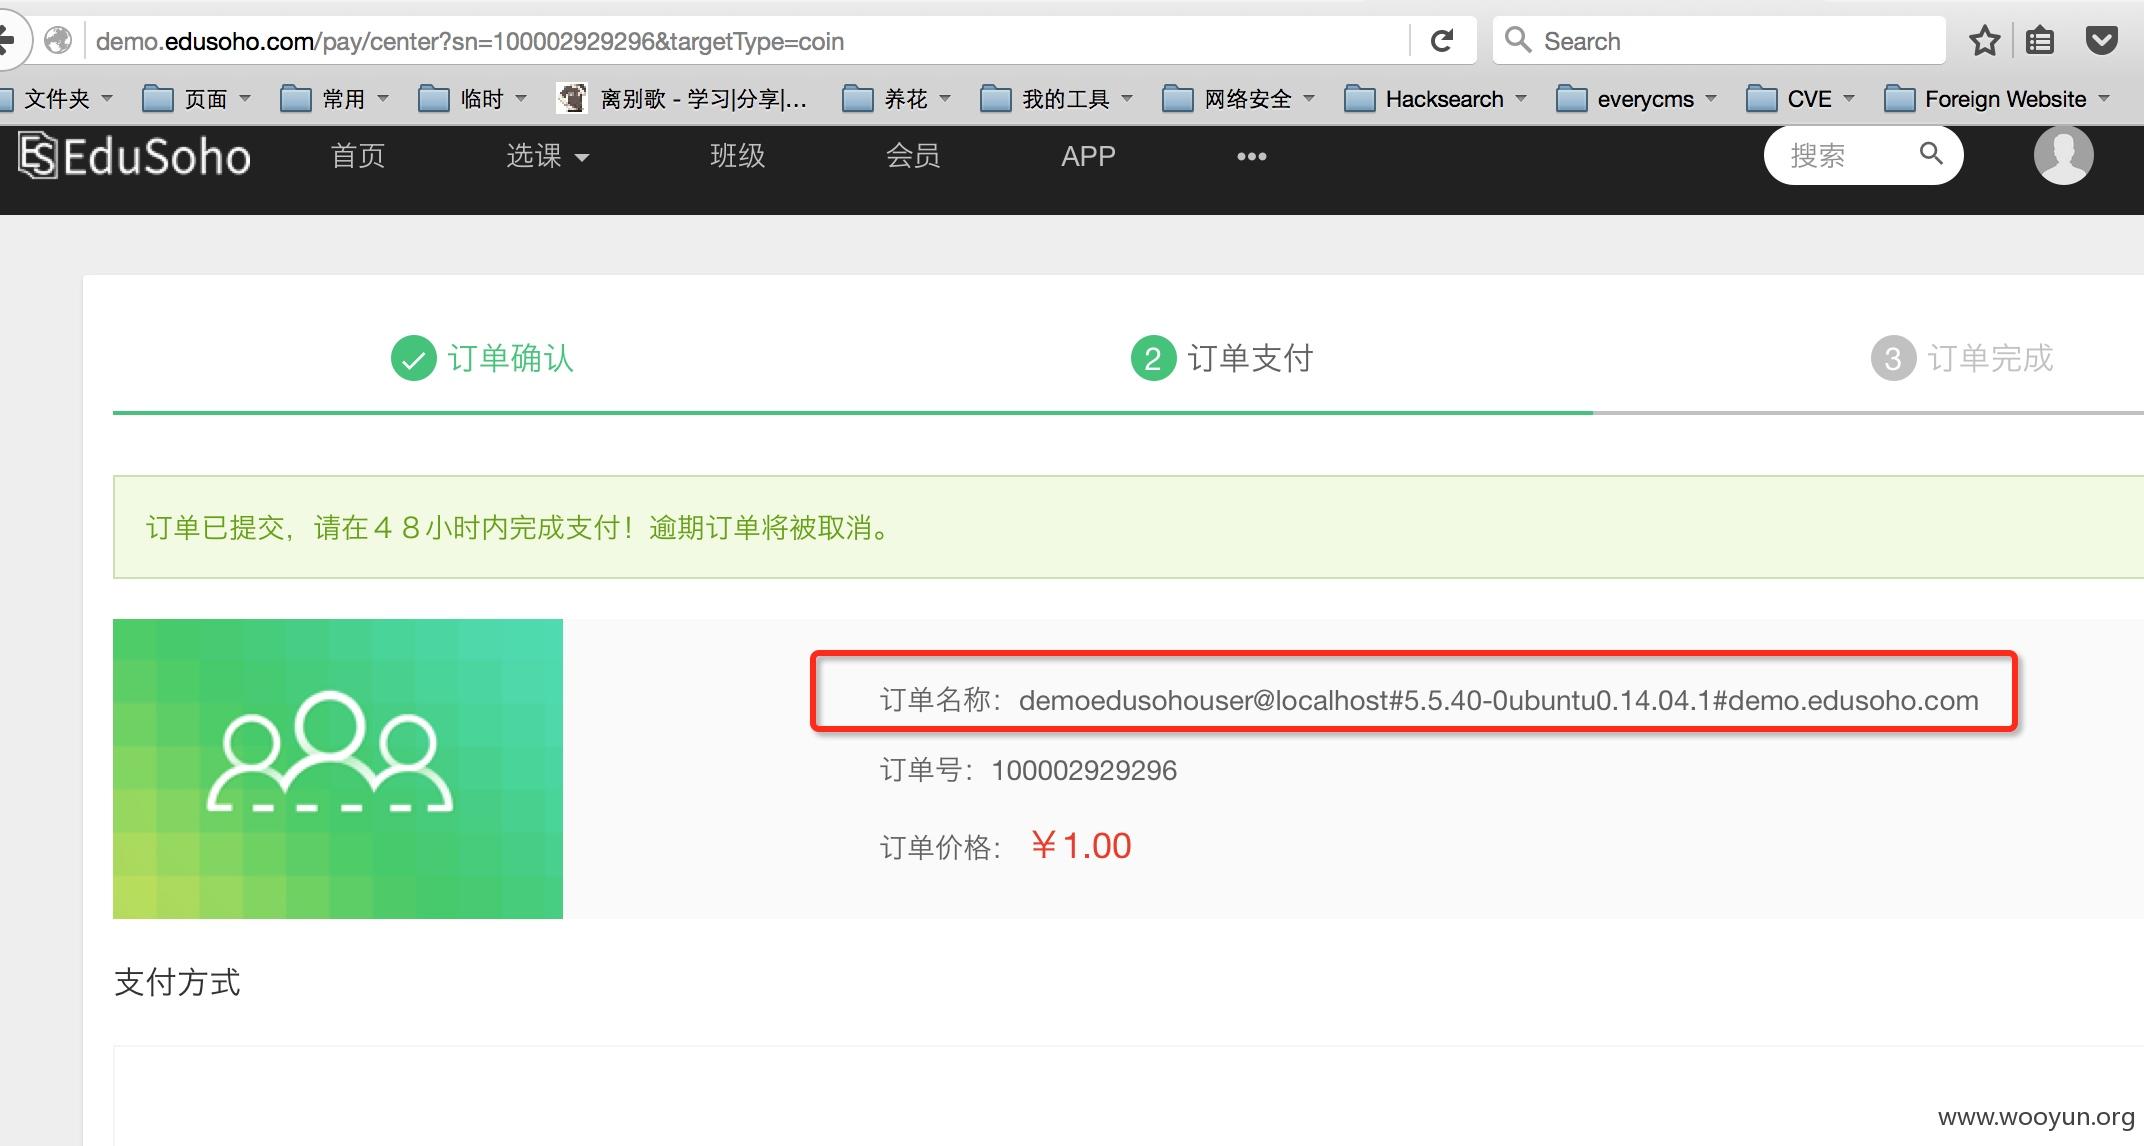 demo.edusoho.com/pay/center?sn=100002929296&targetType=coin
Search
文件夹 页面 常用 临时 离别歌 - 学习|分享|... 养花 我的工具 网络安全 Hacksearch everycms CVE Foreign Website
EduSoho 首页 选课 班级 会员 APP ••• 搜索
订单确认 2 订单支付 3 订单完成
订单已提交，请在４８小时内完成支付！逾期订单将被取消。
订单名称：demoedusohouser@localhost#5.5.40-0ubuntu0.14.04.1#demo.edusoho.com
订单号：100002929296
订单价格：￥1.00
支付方式
www.wooyun.org